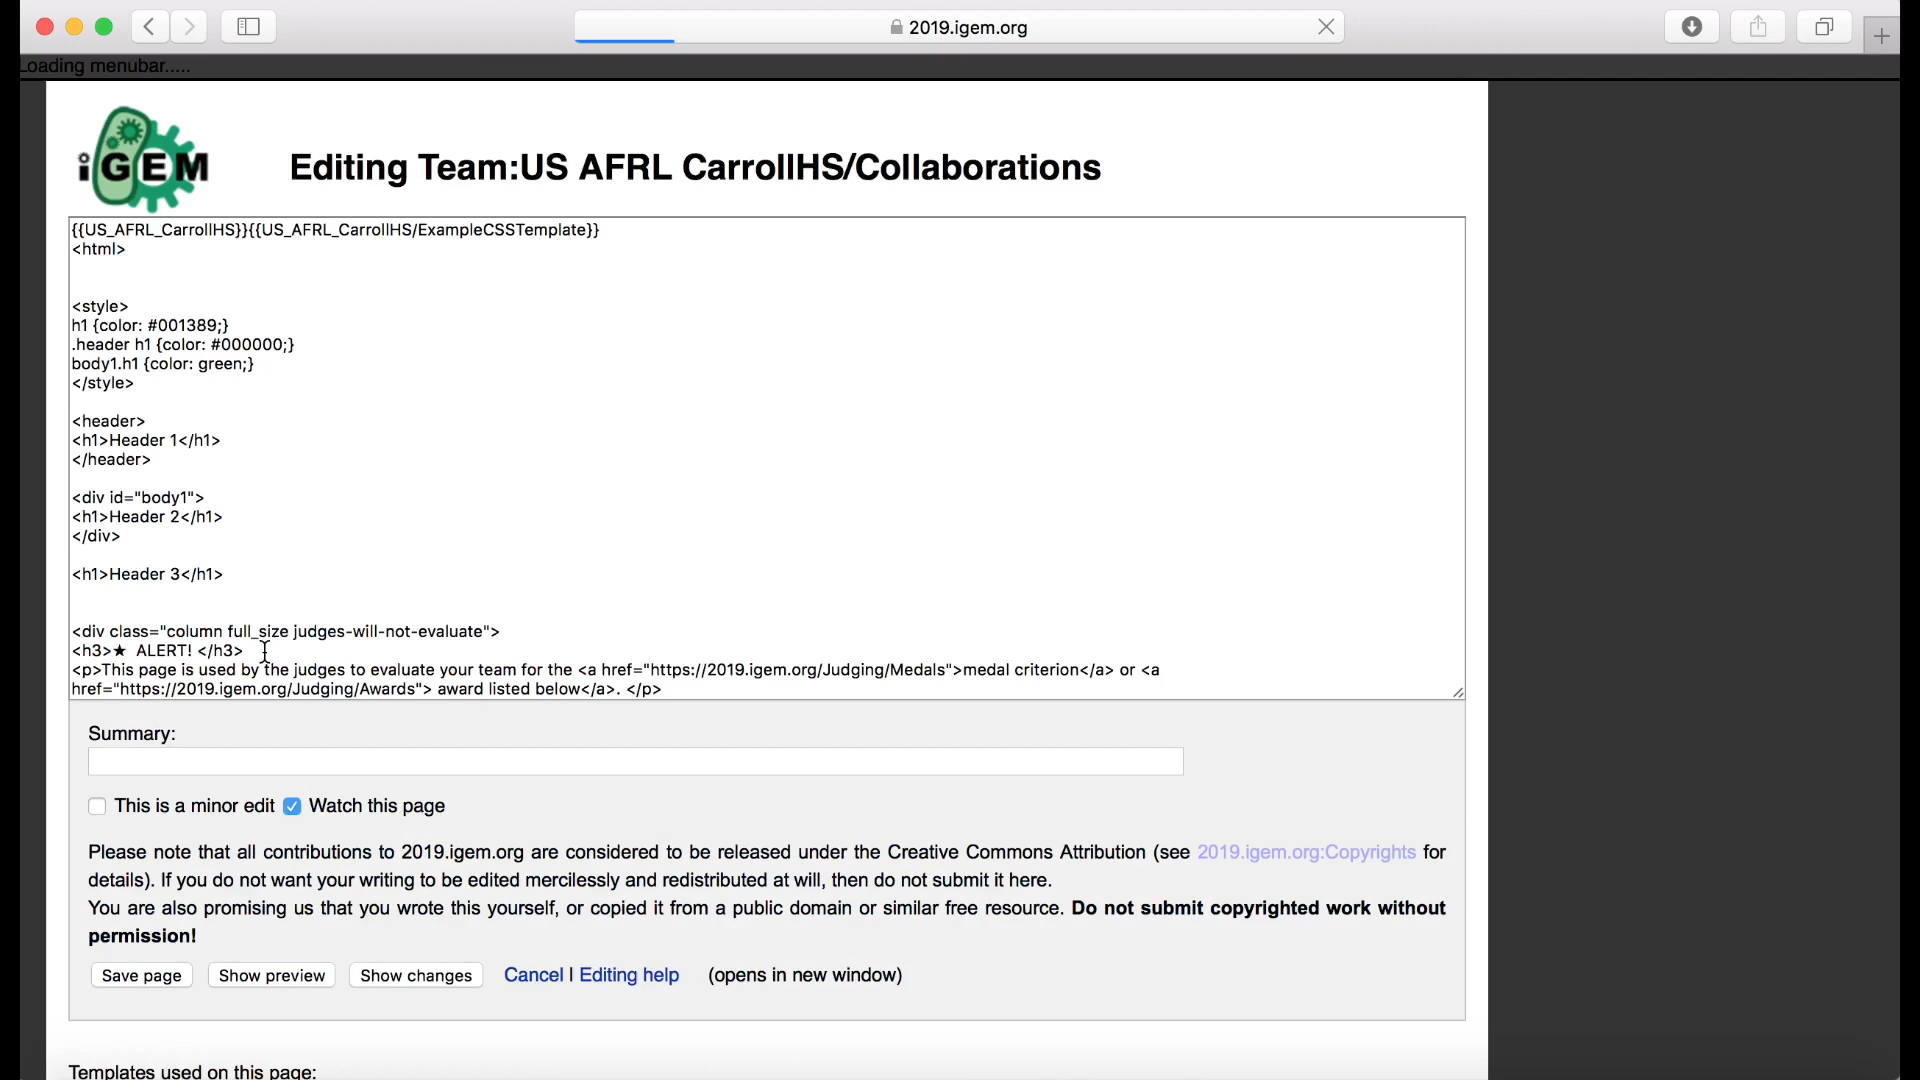 2019.igem.org
Loading menubar.....
iGEM
Editing Team:US AFRL CarrollHS/Collaborations
{{US_AFRL_CarrollHS}}{{US_AFRL_CarrollHS/ExampleCSSTemplate}}
<html>
<style>
h1 {color: #001389;}
.header h1 {color: #000000;}
body1.h1 {color: green;}
</style>
<header>
<h1>Header 1</h1>
</header>
<div id="body1">
<h1>Header 2</h1>
</div>
<h1>Header 3</h1>
<div class="column full_size judges-will-not-evaluate">
<h3>★ ALERT! </h3>
<p>This page is used by the judges to evaluate your team for the <a href="https://2019.igem.org/Judging/Medals">medal criterion</a> or <a
href="https://2019.igem.org/Judging/Awards"> award listed below</a>. </p>
Summary:
This is a minor edit Watch this page
Please note that all contributions to 2019.igem.org are considered to be released under the Creative Commons Attribution (see 2019.igem.org:Copyrights for
details). If you do not want your writing to be edited mercilessly and redistributed at will, then do not submit it here.
You are also promising us that you wrote this yourself, or copied it from a public domain or similar free resource. Do not submit copyrighted work without
permission!
Save page Show preview Show changes Cancel | Editing help (opens in new window)
Templates used on this page: